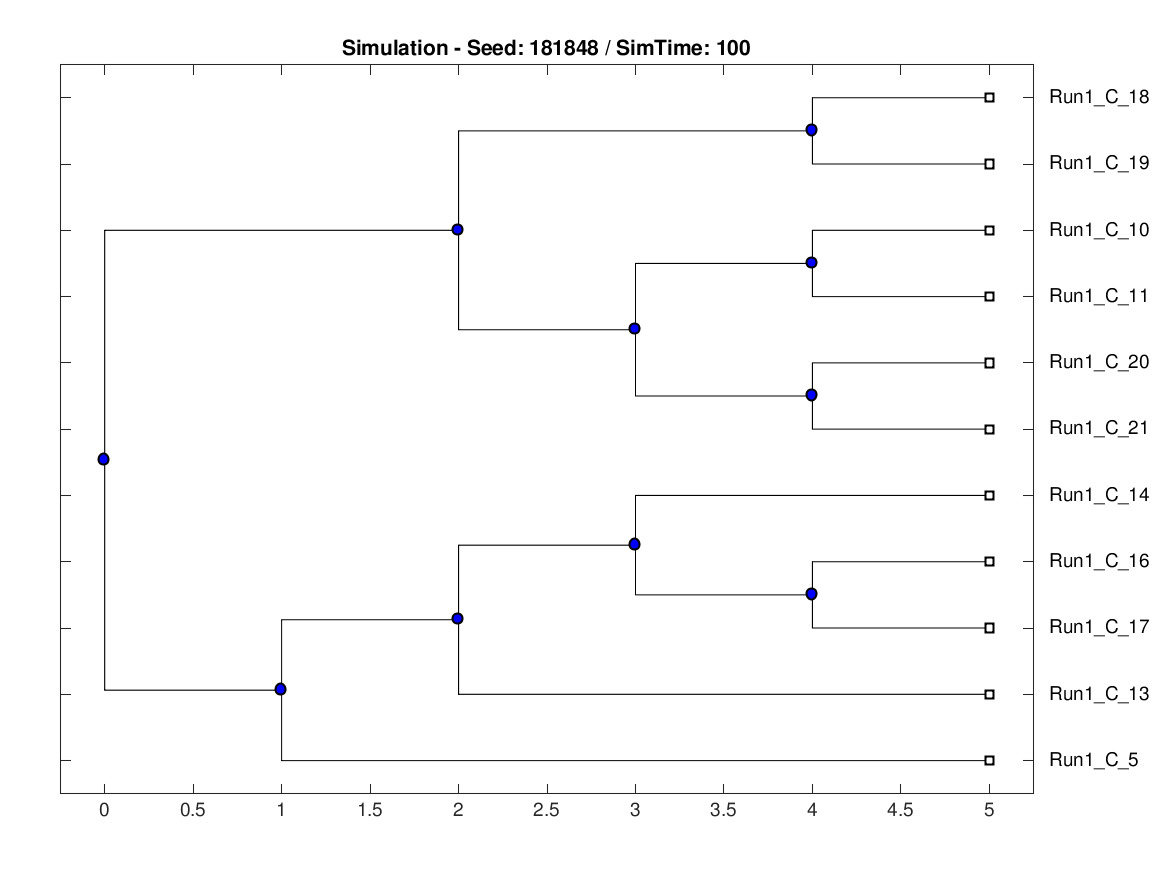 Simulation - Seed: 181848 / SimTime: 100
Run1_C_18
Run1_C_19
Run1_C_10
Run1_C_11
Run1_C_20
Run1_C_21
Run1_C_14
Run1_C_16
Run1_C_17
Run1_C_13
Run1_C_5
0 0.5 1 1.5 2 2.5 3 3.5 4 4.5 5